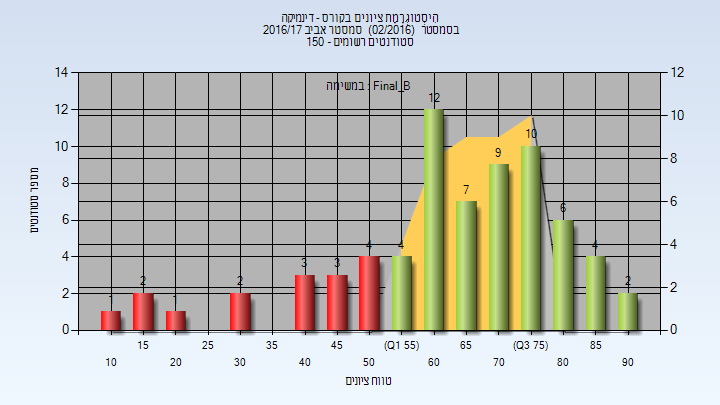 היסטוגרמת ציונים בקורס - דינמיקה
בסמסטר (02/2016) סמסטר אביב 2016/17
סטודנטים רשומים - 150
במשימה : Final_B
14 12
12 10
10 8
8 6
6 4
4 2
2 0
0
מספר סטודנטים
1 2 1 2 3 3 4 4 12 7 9 10 6 4 2
15 25 35 45 (Q1 55) 65 (Q3 75) 85
10 20 30 40 50 60 70 80 90
טווח ציונים